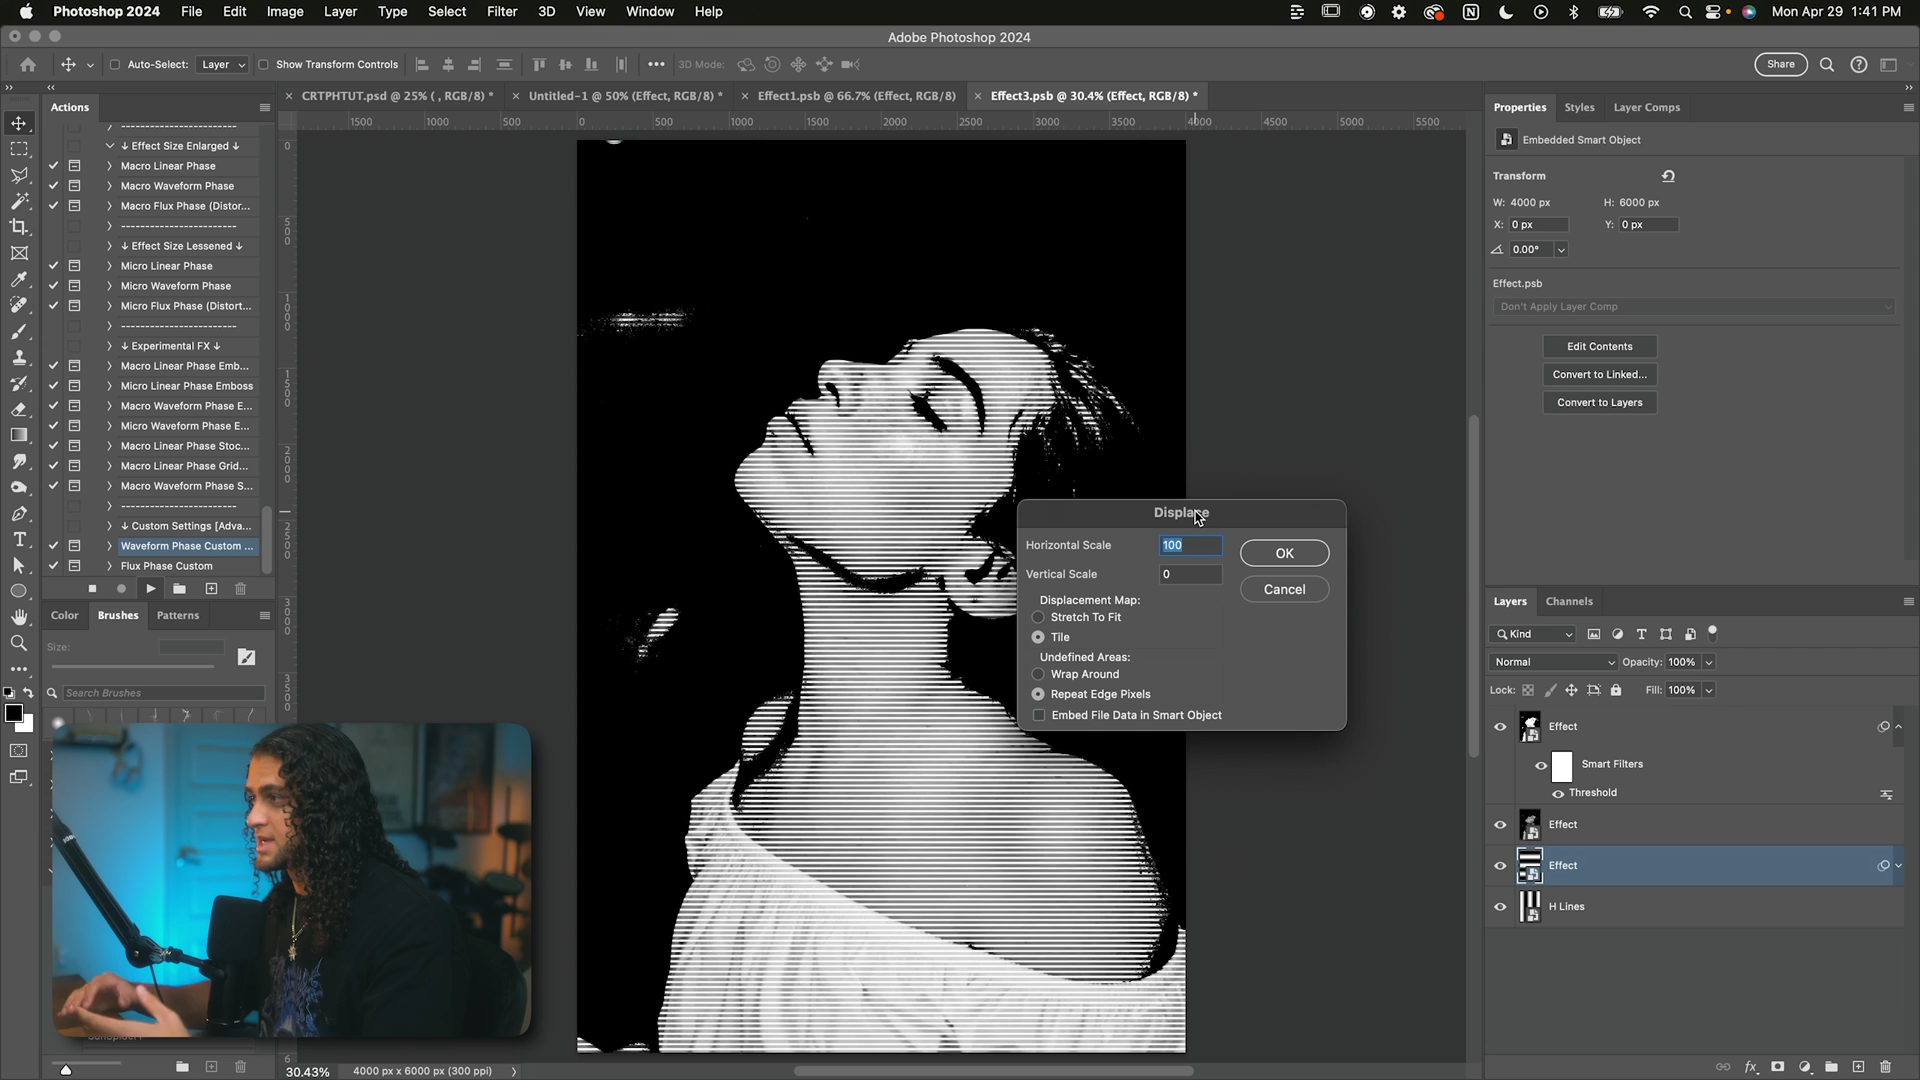 Photoshop 2024 File Edit Image Layer Type Select Filter 3D View Window Help
Mon Apr 29 1:41 PM
Adobe Photoshop 2024
Auto-Select: Layer Show Transform Controls 3D Mode: Share
Actions
CRTPHTUT.psd @ 25% ( , RGB/8) *
Untitled-1 @ 50% (Effect, RGB/8) *
Effect1.psb @ 66.7% (Effect, RGB/8)
Effect3.psb @ 30.4% (Effect, RGB/8) *
1500 1000 500 0 500 1000 1500 2000 2500 3000 3500 4000 4500 5000 5500
0
500
1000
1500
2000
2500
3000
3500
6
------------------------
↓ Effect Size Enlarged ↓
Macro Linear Phase
Macro Waveform Phase
Macro Flux Phase (Distor...
------------------------
↓ Effect Size Lessened ↓
Micro Linear Phase
Micro Waveform Phase
Micro Flux Phase (Distort...
------------------------
↓ Experimental FX ↓
Macro Linear Phase Emb...
Micro Linear Phase Emboss
Macro Waveform Phase E...
Micro Waveform Phase E...
Macro Linear Phase Stoc...
Macro Linear Phase Grid...
Macro Waveform Phase S...
------------------------
↓ Custom Settings [Adva...
Waveform Phase Custom ...
Flux Phase Custom
Color Brushes Patterns
Size:
Search Brushes
Displace
Horizontal Scale 100
Vertical Scale 0
OK
Cancel
Displacement Map:
Stretch To Fit
Tile
Undefined Areas:
Wrap Around
Repeat Edge Pixels
Embed File Data in Smart Object
Properties Styles Layer Comps
Embedded Smart Object
Transform
W: 4000 px H: 6000 px
X: 0 px Y: 0 px
0.00°
Effect.psb
Don't Apply Layer Comp
Edit Contents
Convert to Linked...
Convert to Layers
Layers Channels
Kind
Normal Opacity: 100%
Lock: Fill: 100%
Effect
Smart Filters
Threshold
Effect
Effect
H Lines
30.43% 4000 px x 6000 px (300 ppi)